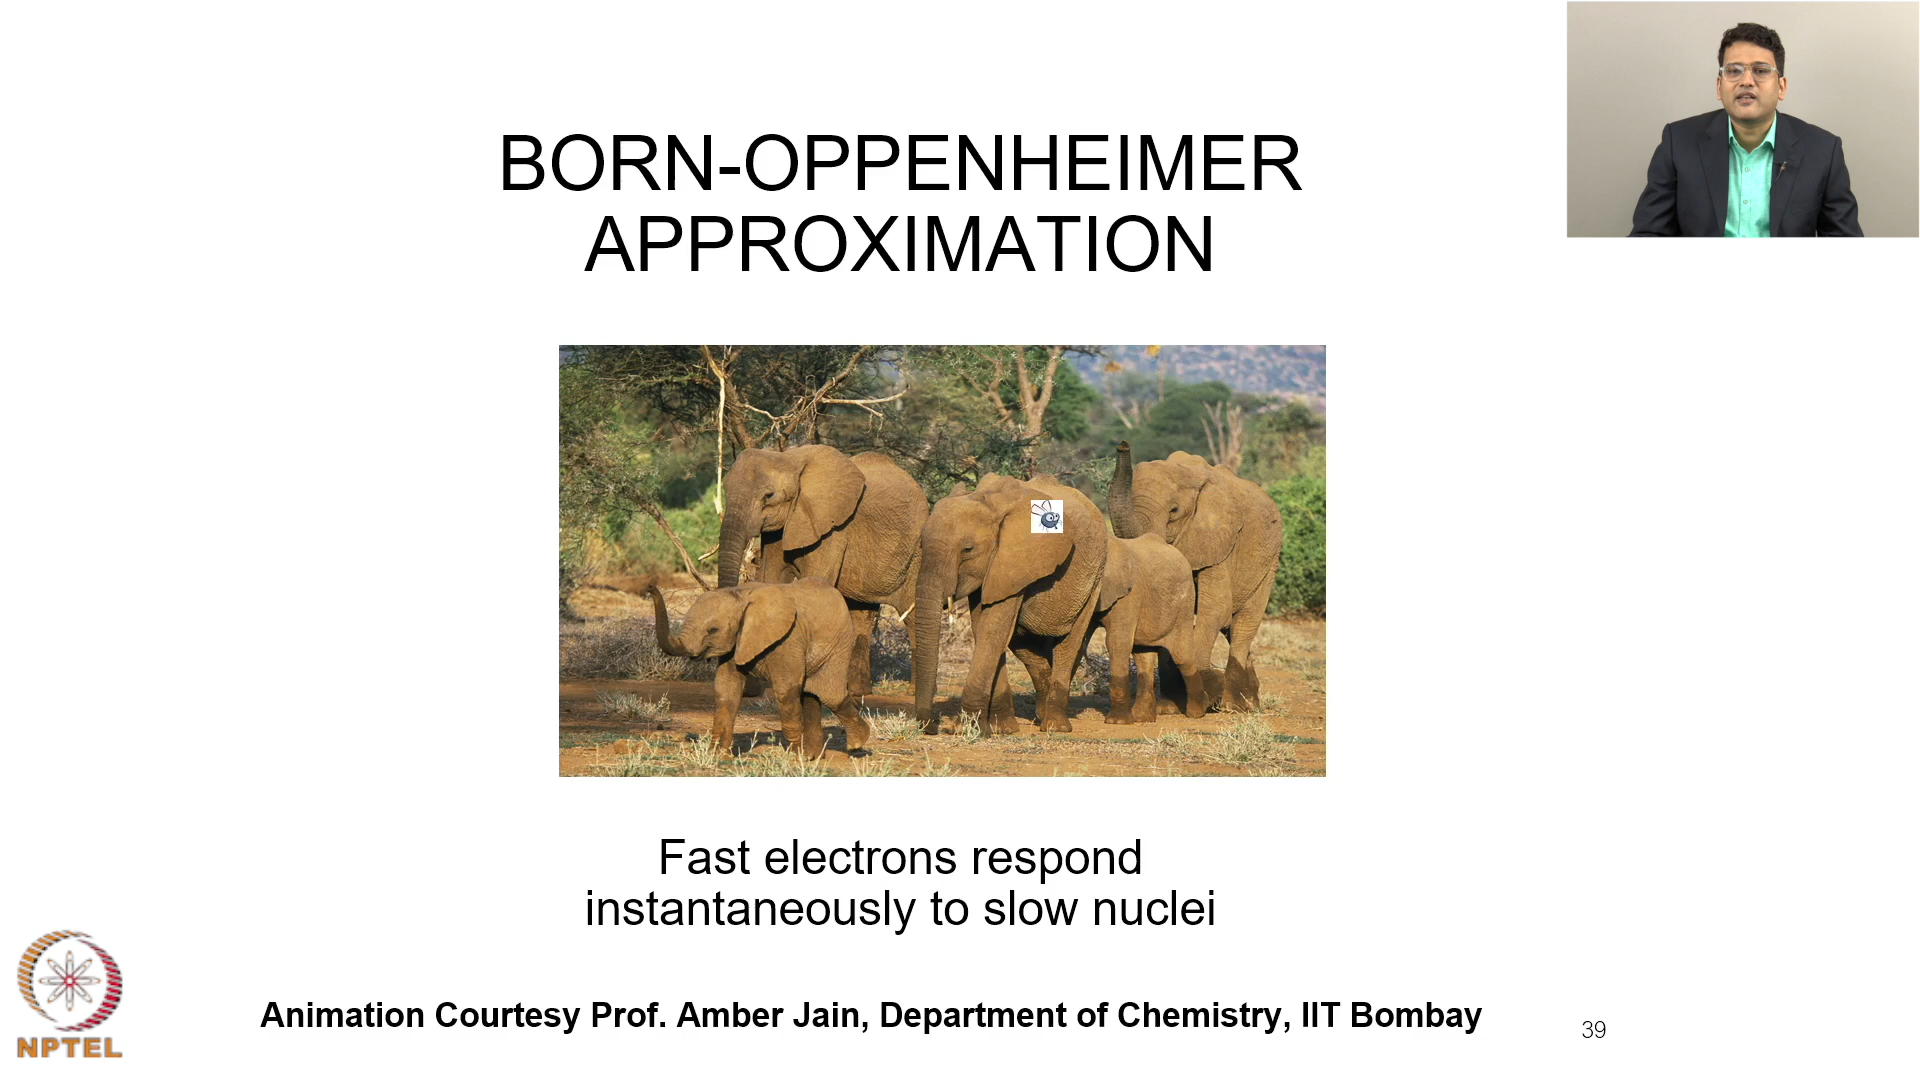 BORN-OPPENHEIMER
APPROXIMATION
Fast electrons respond
instantaneously to slow nuclei
Animation Courtesy Prof. Amber Jain, Department of Chemistry, IIT Bombay
39
NPTEL